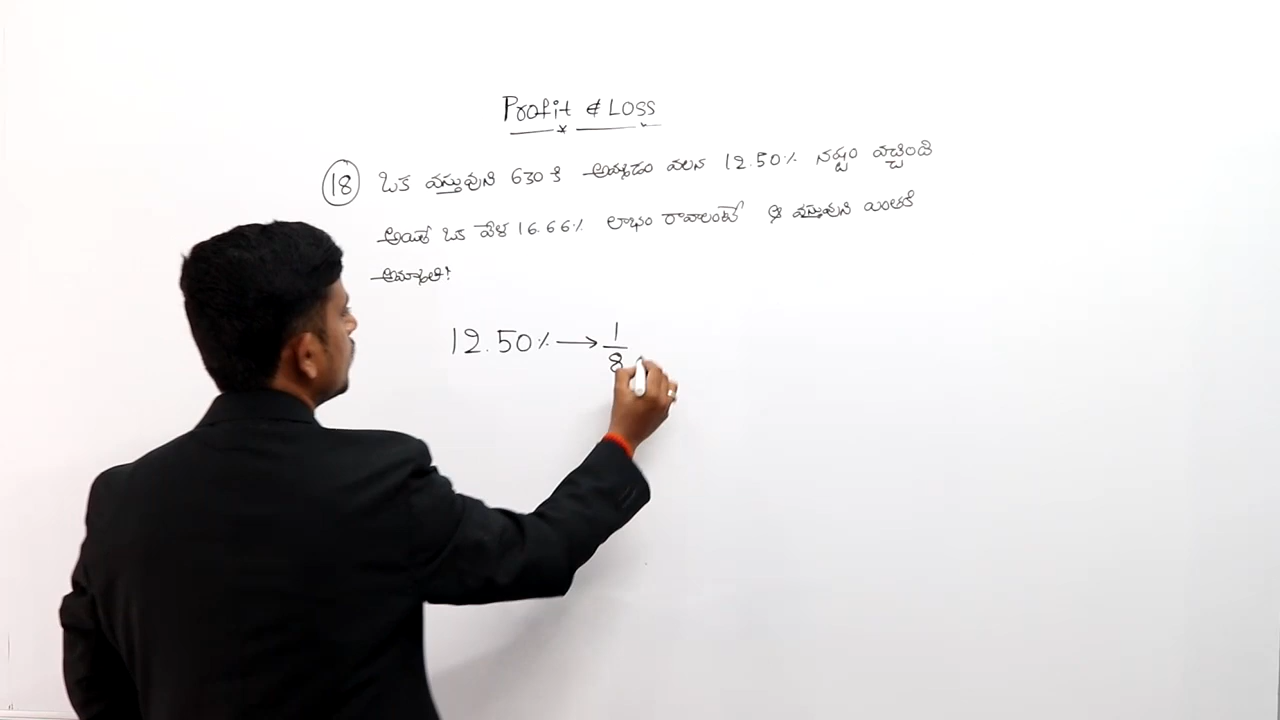 Profit & Loss
18 ఒక వస్తువుని 630 కి అమ్మడం వలన 12.50% నష్టం వచ్చింది
అయితే ఒక వేళ 16.66% లాభం రావాలంటే ఆ వస్తువుని ఎంతకి
అమ్మాలి?
12.50% → 1/8